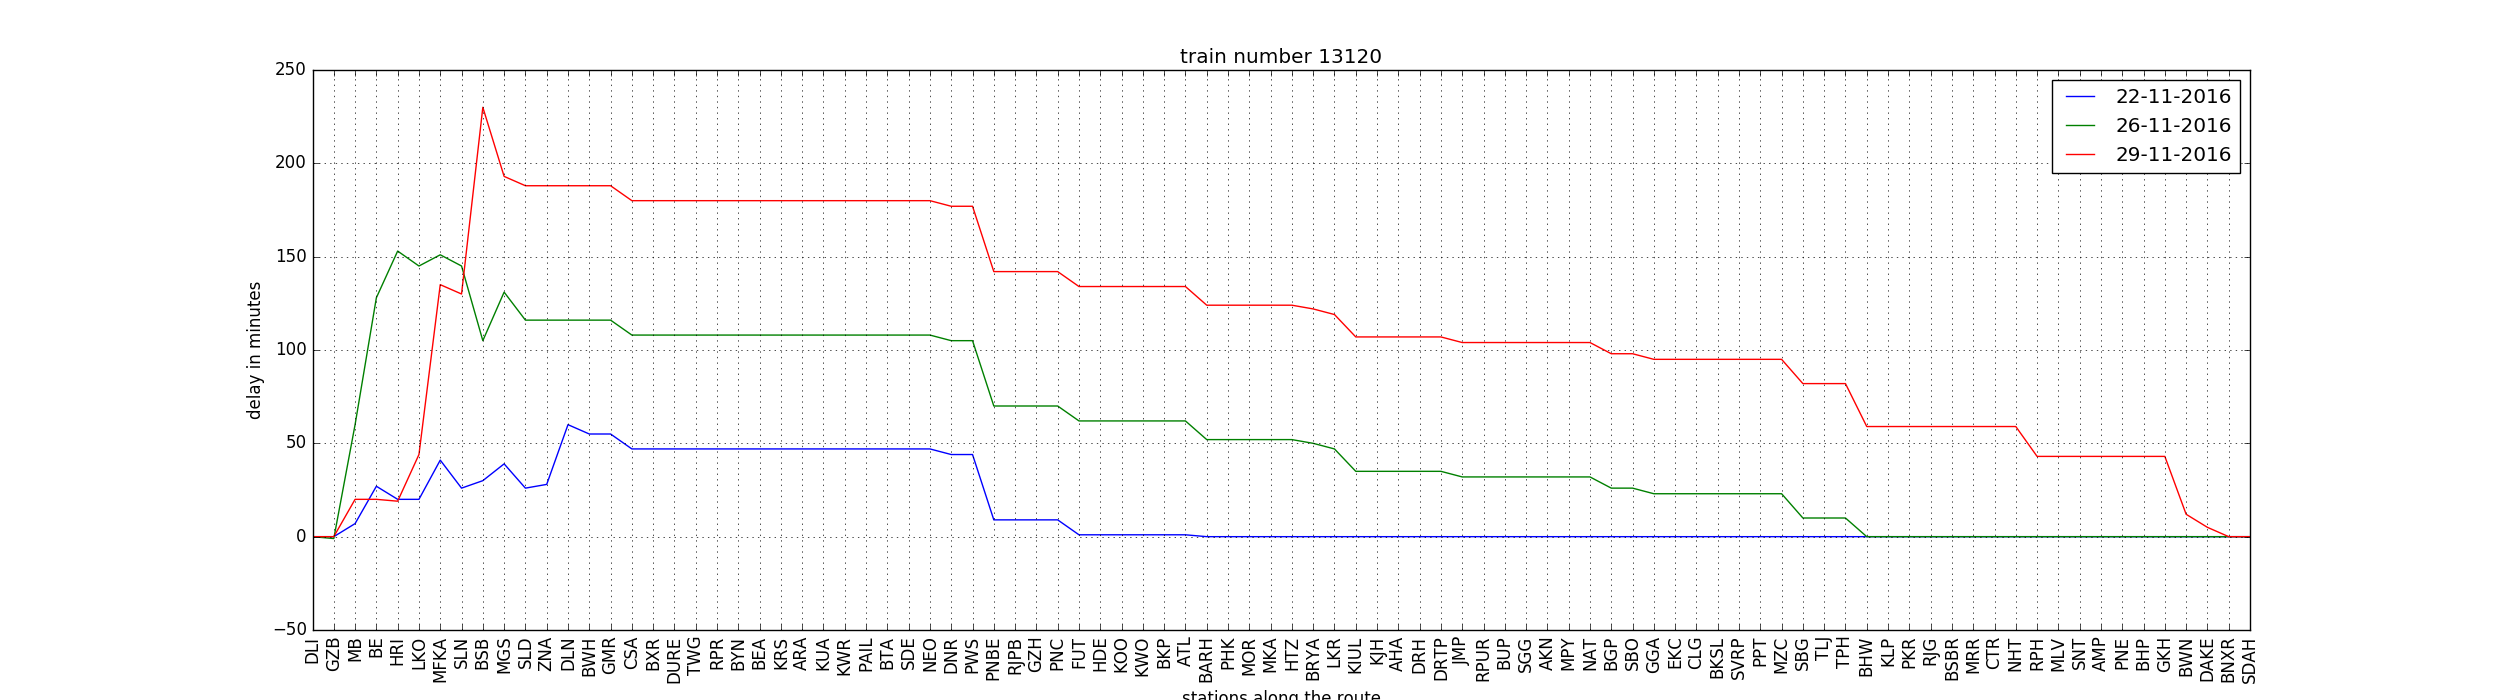 train number 13120
250
200
150
100
50
0
−50
delay in minutes
22-11-2016
26-11-2016
29-11-2016
DLI GZB MB BE HRI LKO MFKA SLN BSB MGS SLD ZNA DLN BWH GMR CSA BXR DURE TWG RPR BYN BEA KRS ARA KUA KWR PAIL BTA SDE NEO DNR PWS PNBE RJPB GZH PNC FUT HDE KOO KWO BKP ATL BARH PHK MOR MKA HTZ BRYA LKR KIUL KJH AHA DRH DRTP JMP RPUR BUP SGG AKN MPY NAT BGP SBO GGA EKC CLG BKSL SVRP PPT MZC SBG TLJ TPH BHW KLP PKR RJG BSBR MRR CTR NHT RPH MLV SNT AMP PNE BHP GKH BWN DAKE BNXR SDAH
stations along the route